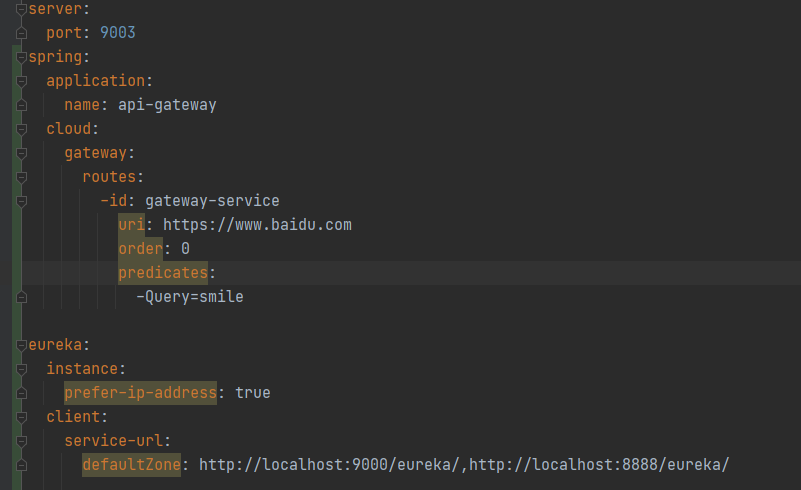 server:
  port: 9003
spring:
  application:
    name: api-gateway
  cloud:
    gateway:
      routes:
        -id: gateway-service
          uri: https://www.baidu.com
          order: 0
          predicates:
            -Query=smile

eureka:
  instance:
    prefer-ip-address: true
  client:
    service-url:
      defaultZone: http://localhost:9000/eureka/,http://localhost:8888/eureka/